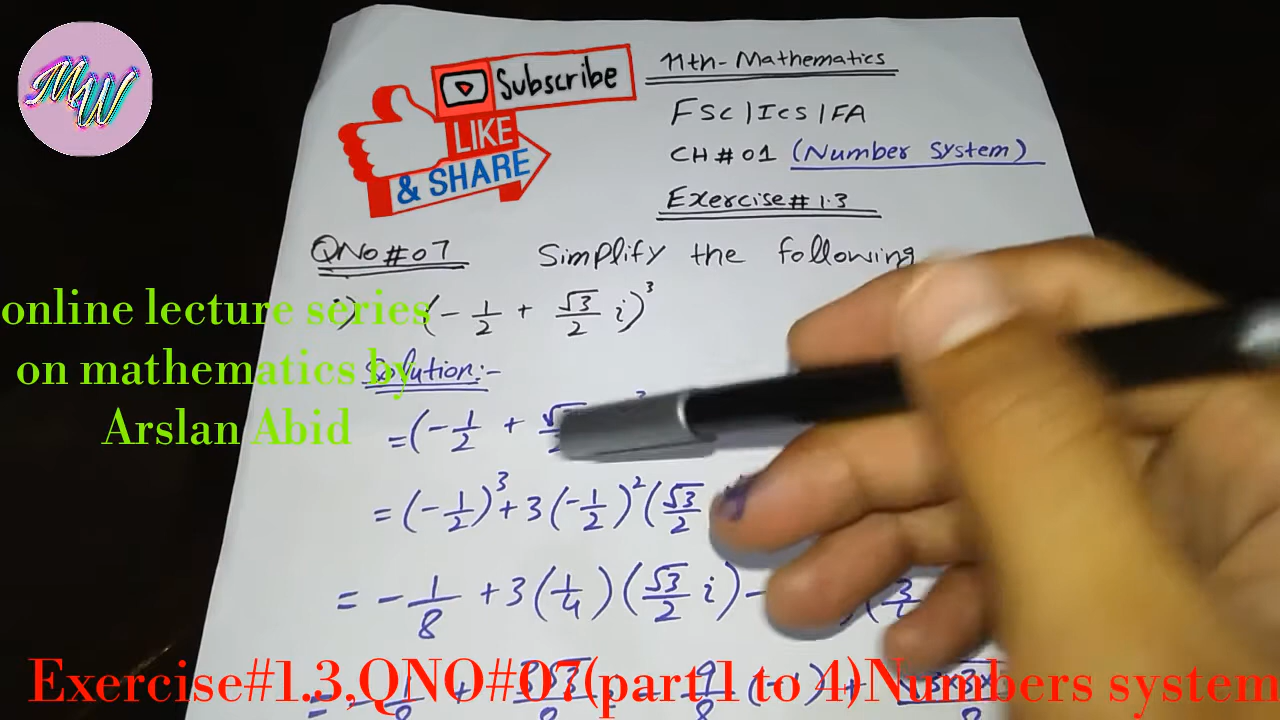 MW
Subscribe
LIKE
& SHARE
11th-Mathematics
FSC | ICS | FA
CH # 01 (Number System)
Exercise # 1.3
QNO # 07 Simplify the following
i) (-1/2 + √3/2 i)³
online lecture series
on mathematics by
Arslan Abid
Solution:-
= (-1/2 +
= (-1/2)³ + 3(-1/2)²(√3/2
= -1/8 + 3(1/4)(√3/2 i) -
Exercise#1.3,QNO#07(part 1 to 4)Numbers system